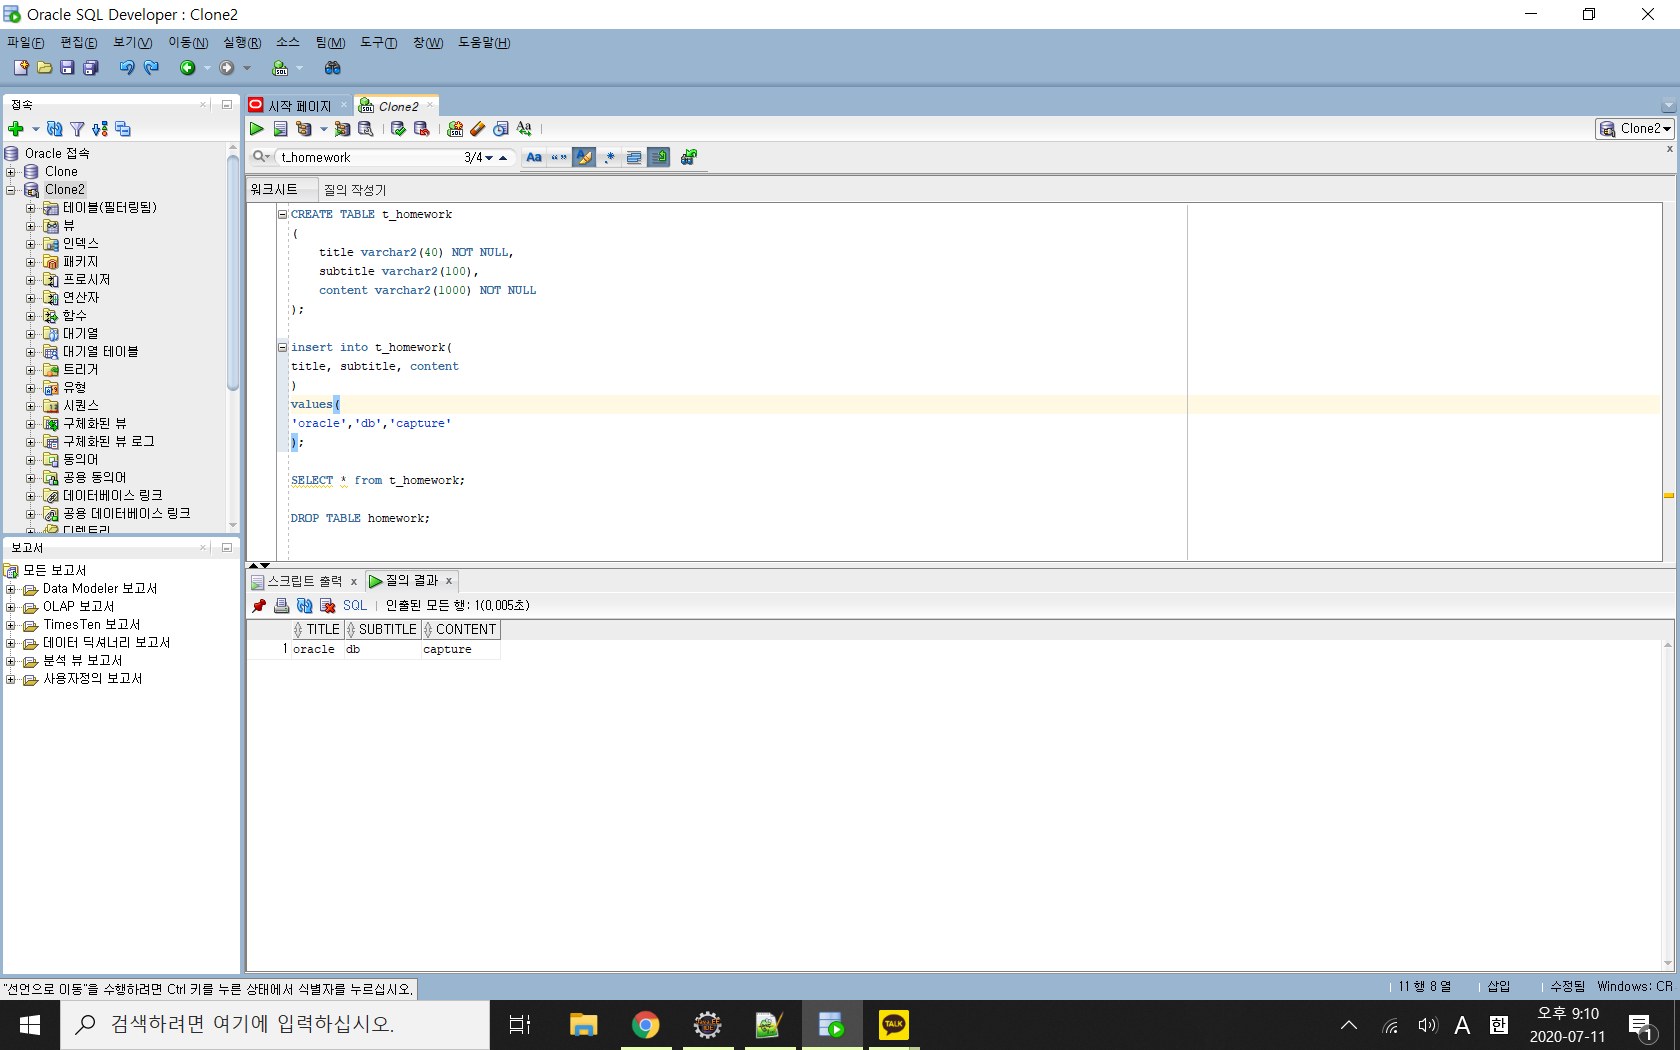 Oracle SQL Developer : Clone2
파일(F) 편집(E) 보기(V) 이동(N) 실행(R) 소스 팀(M) 도구(T) 창(W) 도움말(H)
접속
Oracle 접속
Clone
Clone2
테이블(필터링됨)
뷰
인덱스
패키지
프로시저
연산자
함수
대기열
대기열 테이블
트리거
유형
시퀀스
구체화된 뷰
구체화된 뷰 로그
동의어
공용 동의어
데이터베이스 링크
공용 데이터베이스 링크
디렉토리
보고서
모든 보고서
Data Modeler 보고서
OLAP 보고서
TimesTen 보고서
데이터 딕셔너리 보고서
분석 뷰 보고서
사용자정의 보고서
시작 페이지 Clone2
Clone2
t_homework 3/4
워크시트 질의 작성기
CREATE TABLE t_homework
(
title varchar2(40) NOT NULL,
subtitle varchar2(100),
content varchar2(1000) NOT NULL
);
insert into t_homework(
title, subtitle, content
)
values(
'oracle','db','capture'
);
SELECT * from t_homework;
DROP TABLE homework;
스크립트 출력 x 질의 결과 x
SQL 인출된 모든 행: 1(0,005초)
TITLE SUBTITLE CONTENT
1 oracle db capture
"선언으로 이동"을 수행하려면 Ctrl 키를 누른 상태에서 식별자를 누르십시오.
11 행 8 열 삽입 수정됨 Windows: CR
검색하려면 여기에 입력하십시오.
TALK
A 한
오후 9:10
2020-07-11
1